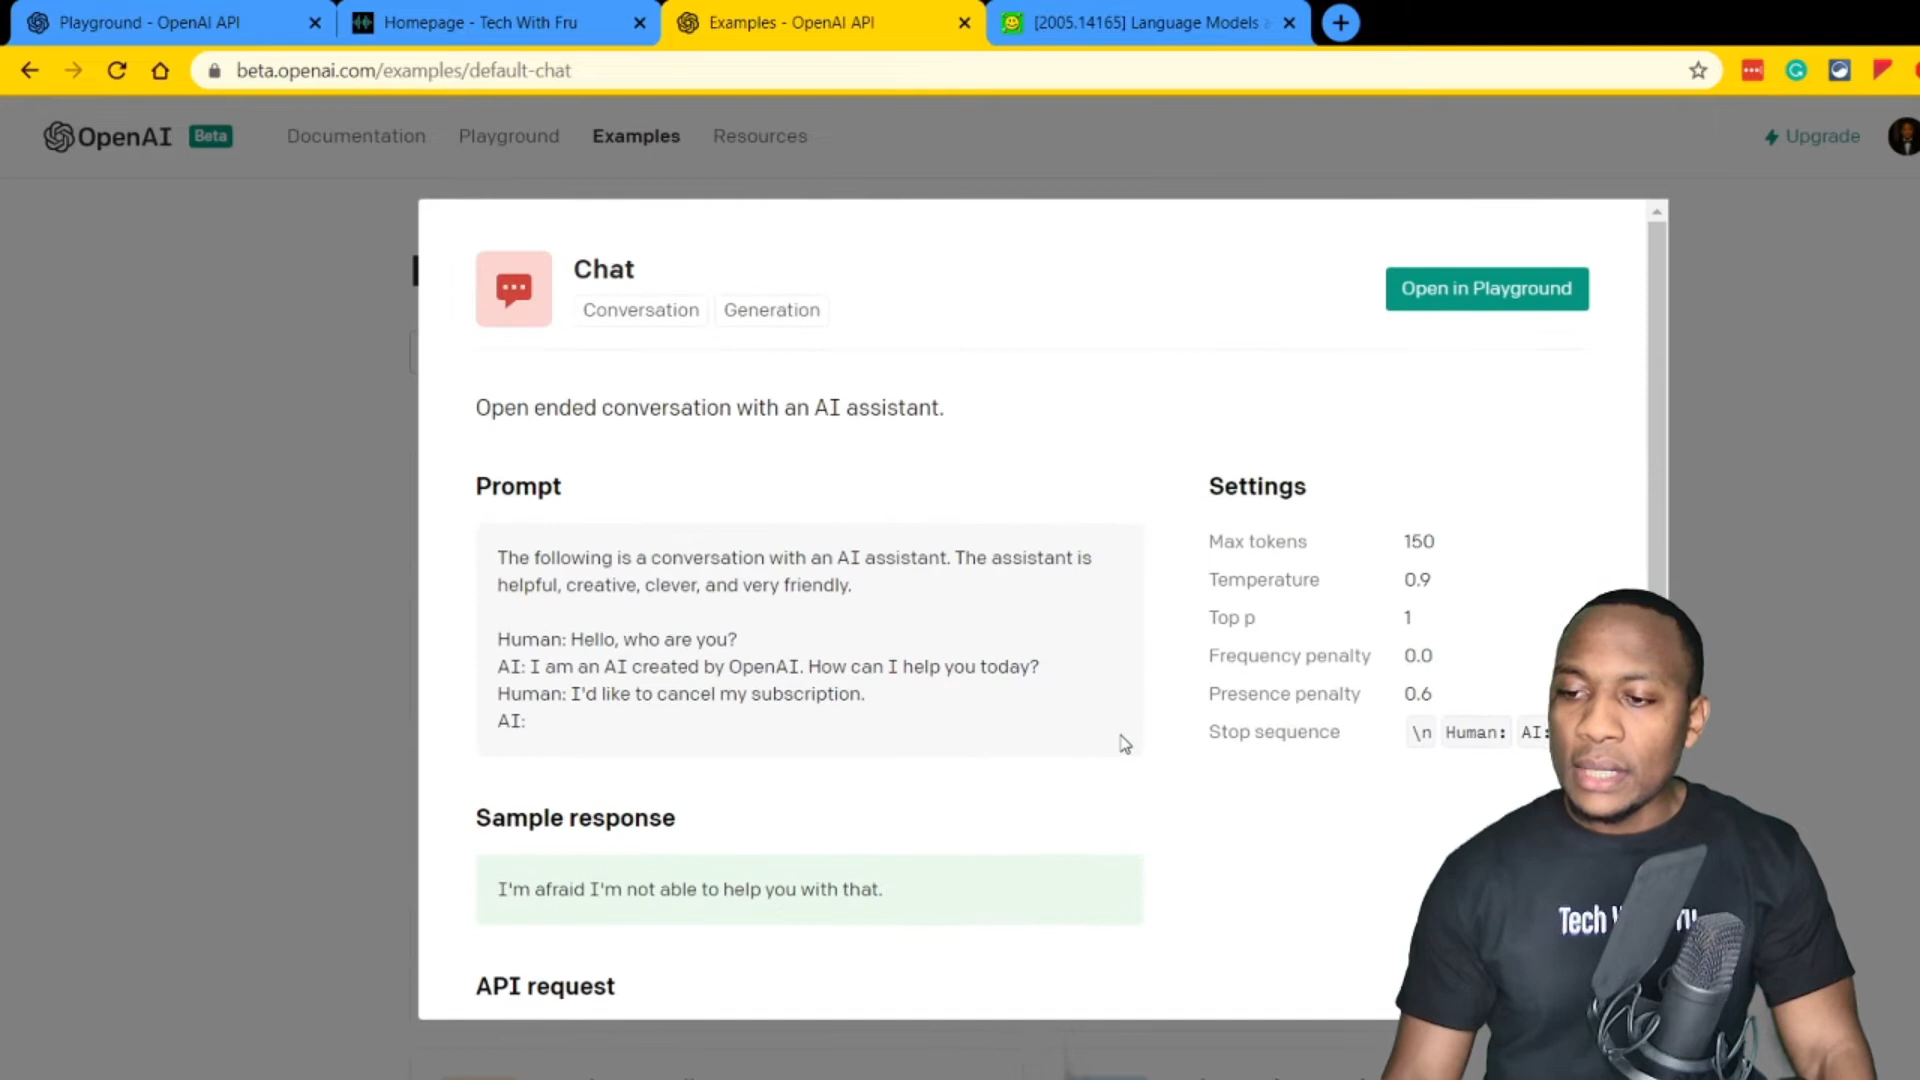 Playground - OpenAI API
Homepage - Tech With Fru
Examples - OpenAI API
[2005.14165] Language Models
beta.openai.com/examples/default-chat
OpenAI Beta Documentation Playground Examples Resources Upgrade
Chat
Conversation Generation
Open in Playground
Open ended conversation with an AI assistant.
Prompt
The following is a conversation with an AI assistant. The assistant is
helpful, creative, clever, and very friendly.
Human: Hello, who are you?
AI: I am an AI created by OpenAI. How can I help you today?
Human: I'd like to cancel my subscription.
AI:
Settings
Max tokens 150
Temperature 0.9
Top p 1
Frequency penalty 0.0
Presence penalty 0.6
Stop sequence \n Human: AI:
Sample response
I'm afraid I'm not able to help you with that.
API request
Tech